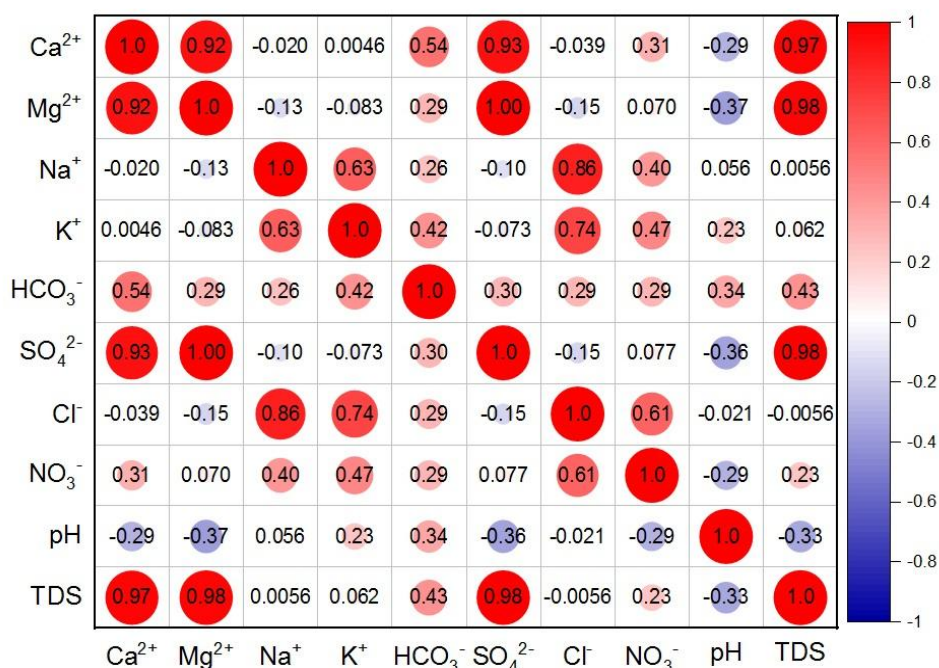 Ca²⁺ 1.0 0.92 -0.020 0.0046 0.54 0.93 -0.039 0.31 -0.29 0.97
Mg²⁺ 0.92 1.0 -0.13 -0.083 0.29 1.00 -0.15 0.070 -0.37 0.98
Na⁺ -0.020 -0.13 1.0 0.63 0.26 -0.10 0.86 0.40 0.056 0.0056
K⁺ 0.0046 -0.083 0.63 1.0 0.42 -0.073 0.74 0.47 0.23 0.062
HCO₃⁻ 0.54 0.29 0.26 0.42 1.0 0.30 0.29 0.29 0.34 0.43
SO₄²⁻ 0.93 1.00 -0.10 -0.073 0.30 1.0 -0.15 0.077 -0.36 0.98
Cl⁻ -0.039 -0.15 0.86 0.74 0.29 -0.15 1.0 0.61 -0.021 -0.0056
NO₃⁻ 0.31 0.070 0.40 0.47 0.29 0.077 0.61 1.0 -0.29 0.23
pH -0.29 -0.37 0.056 0.23 0.34 -0.36 -0.021 -0.29 1.0 -0.33
TDS 0.97 0.98 0.0056 0.062 0.43 0.98 -0.0056 0.23 -0.33 1.0
Ca²⁺ Mg²⁺ Na⁺ K⁺ HCO₃⁻ SO₄²⁻ Cl⁻ NO₃⁻ pH TDS
1
0.8
0.6
0.4
0.2
0
-0.2
-0.4
-0.6
-0.8
-1